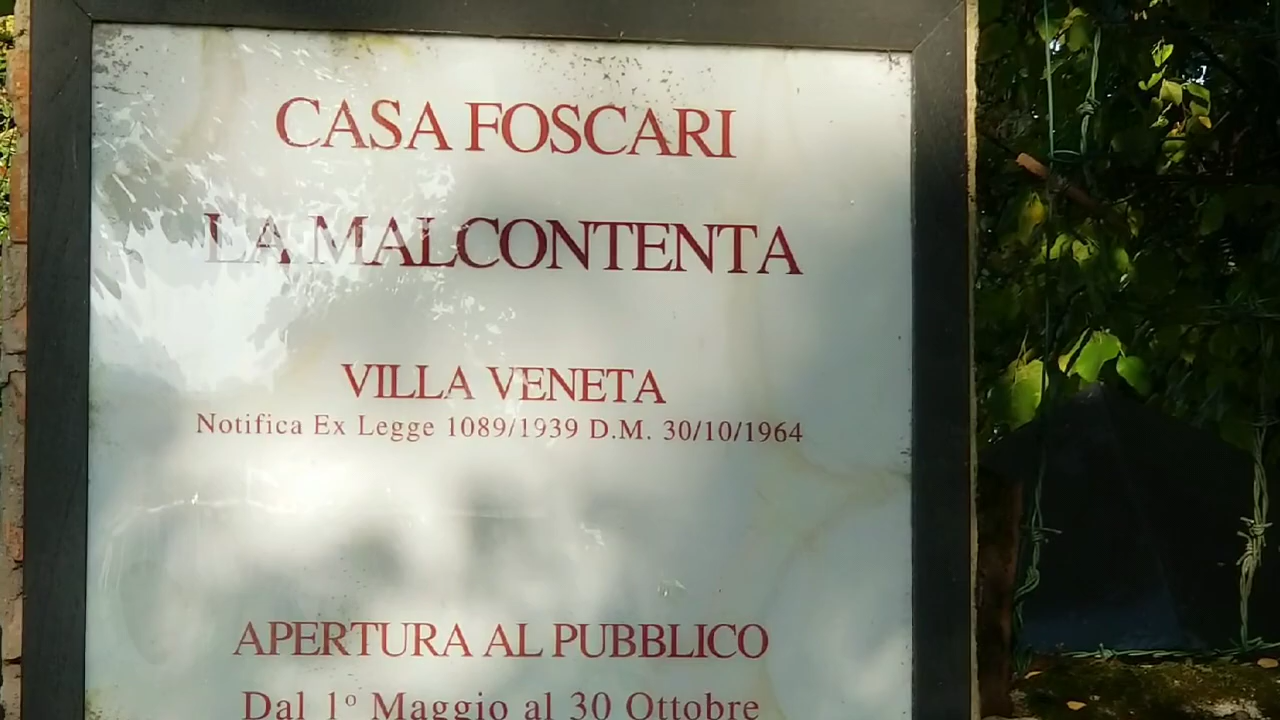 CASA FOSCARI
LA MALCONTENTA
VILLA VENETA
Notifica Ex Legge 1089/1939 D.M. 30/10/1964
APERTURA AL PUBBLICO
Dal 1º Maggio al 30 Ottobre